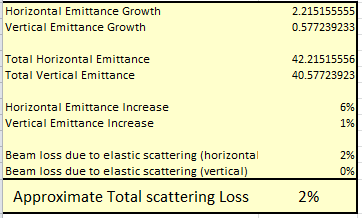 Horizontal Emittance Growth 2.215155555
Vertical Emittance Growth 0.577239233
Total Horizontal Emittance 42.21515556
Total Vertical Emittance 40.57723923
Horizontal Emittance Increase 6%
Vertical Emittance Increase 1%
Beam loss due to elastic scattering (horizontal 2%
Beam loss due to elastic scattering (vertical) 0%
Approximate Total scattering Loss 2%